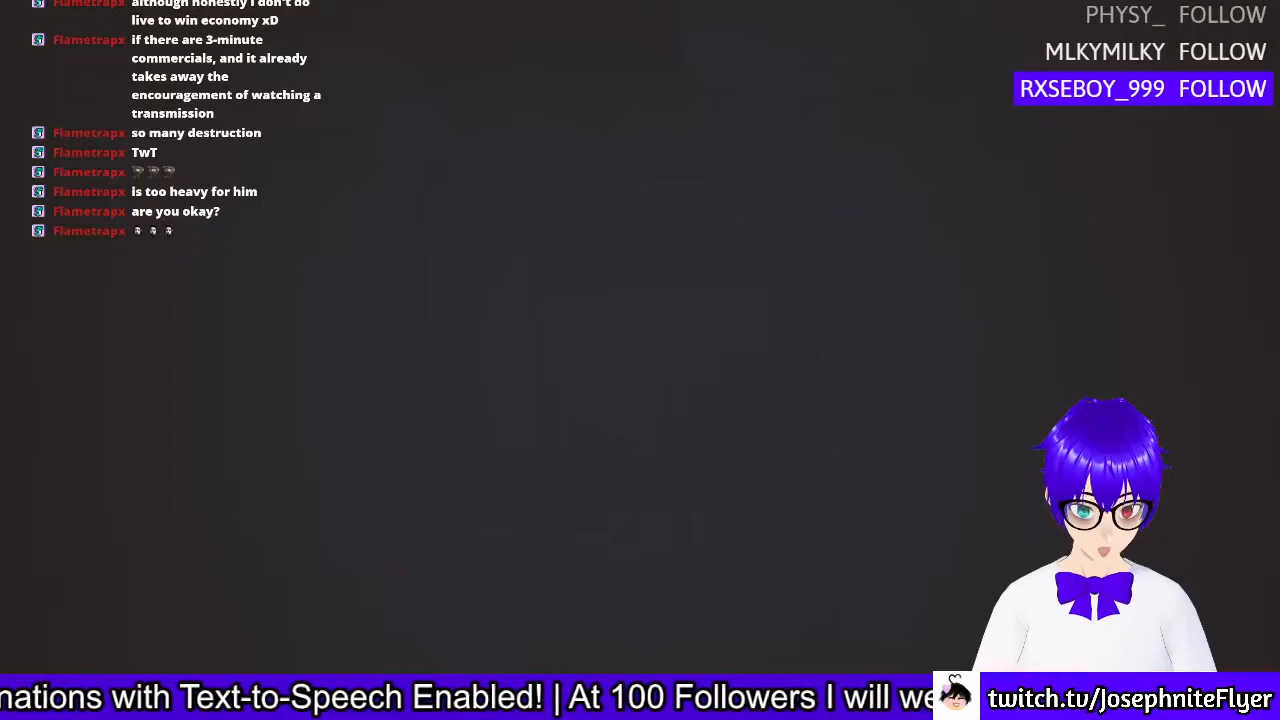 Flametrapx although honestly I don't do
live to win economy xD
Flametrapx if there are 3-minute
commercials, and it already
takes away the
encouragement of watching a
transmission
Flametrapx so many destruction
Flametrapx TwT
Flametrapx
Flametrapx is too heavy for him
Flametrapx are you okay?
Flametrapx
PHYSY_ FOLLOW
MLKYMILKY FOLLOW
RXSEBOY_999 FOLLOW
nations with Text-to-Speech Enabled! | At 100 Followers I will we
twitch.tv/JosephniteFlyer